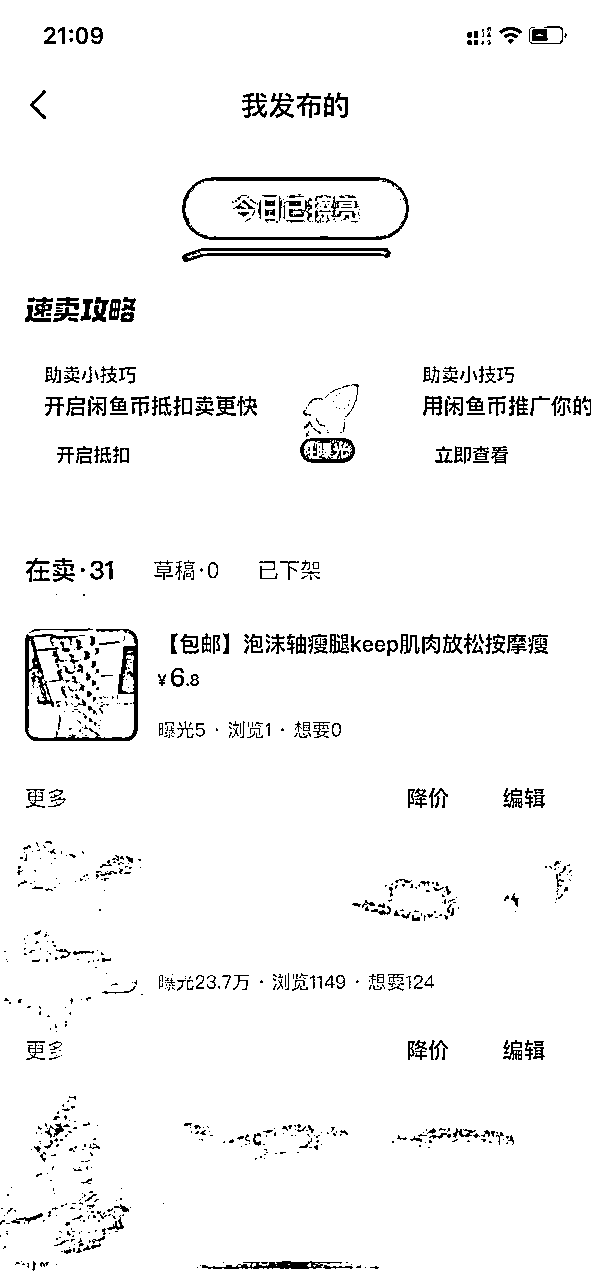 21:09
我发布的
今日已擦亮
速卖攻略
助卖小技巧
开启闲鱼币抵扣卖更快
开启抵扣
曝光
助卖小技巧
用闲鱼币推广你的
立即查看
在卖·31 草稿·0 已下架
【包邮】泡沫轴瘦腿keep肌肉放松按摩瘦
¥6.8
曝光5 · 浏览1 · 想要0
更多 降价 编辑
曝光23.7万 · 浏览1149 · 想要124
更多 降价 编辑